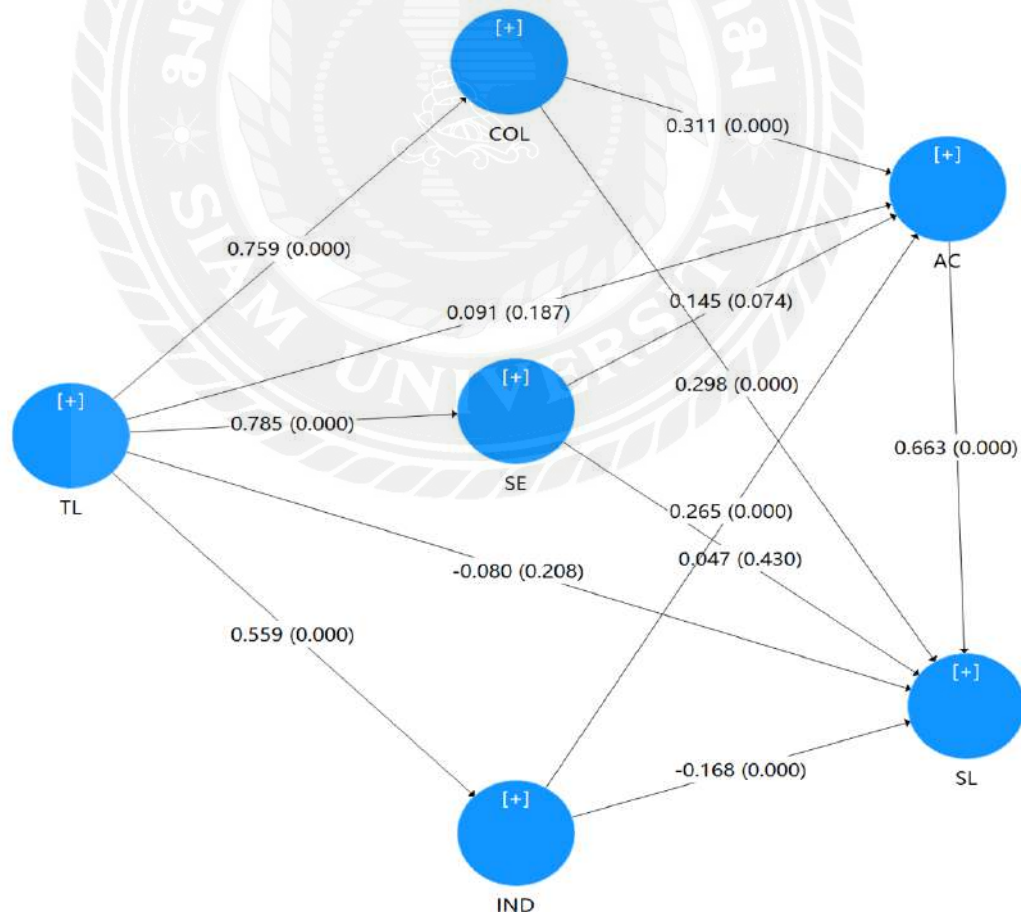 [+]
COL
0.311 (0.000)
[+]
AC
0.759 (0.000)
0.091 (0.187)
0.145 (0.074)
[+]
TL
0.785 (0.000)
[+]
SE
0.298 (0.000)
0.663 (0.000)
0.265 (0.000)
0.047 (0.430)
-0.080 (0.208)
0.559 (0.000)
[+]
SL
-0.168 (0.000)
[+]
IND
SIAM UNIVERSITY